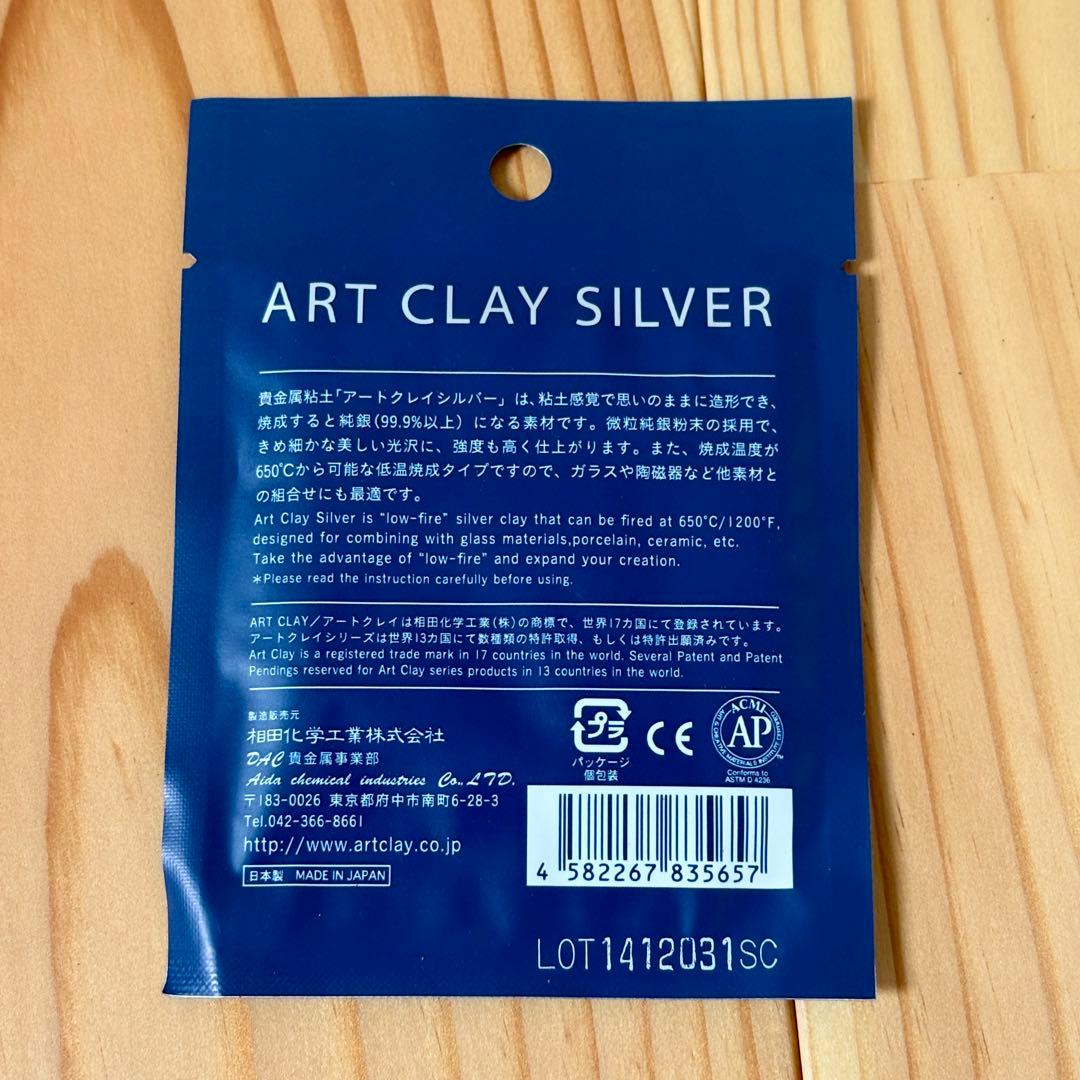 ART CLAY SILVER
貴金属粘土「アートクレイシルバー」は、粘土感覚で思いのままに造形でき、
焼成すると純銀(99.9%以上）になる素材です。微粒純銀粉末の採用で、
きめ細かな美しい光沢に、強度も高く仕上がります。また、焼成温度が
650℃から可能な低温焼成タイプですので、ガラスや陶磁器など他素材と
の組合せにも最適です。
Art Clay Silver is "low-fire" silver clay that can be fired at 650°C/1200°F,
designed for combining with glass materials,porcelain, ceramic, etc.
Take the advantage of "low-fire" and expand your creation.
*Please read the instruction carefully before using.
ART CLAY／アートクレイは相田化学工業(株)の商標で、世界17カ国にて登録されています。
アートクレイシリーズは世界13カ国にて数種類の特許取得、もしくは特許出願済みです。
Art Clay is a registered trade mark in 17 countries in the world. Several Patent and Patent
Pendings reserved for Art Clay series products in 13 countries in the world.
製造販売元
相田化学工業株式会社
DAC 貴金属事業部
Aida chemical industries Co.,LTD.
〒183-0026 東京都府中市南町6-28-3
Tel.042-366-8661
http://www.artclay.co.jp
日本製 MADE IN JAPAN
プラ
パッケージ
個包装
CE
ACMI
AP
ART & CREATIVE MATERIALS INSTITUTE
CERTIFIED
Conforms to
ASTM D 4236
4 582267 835657
LOT1412031SC